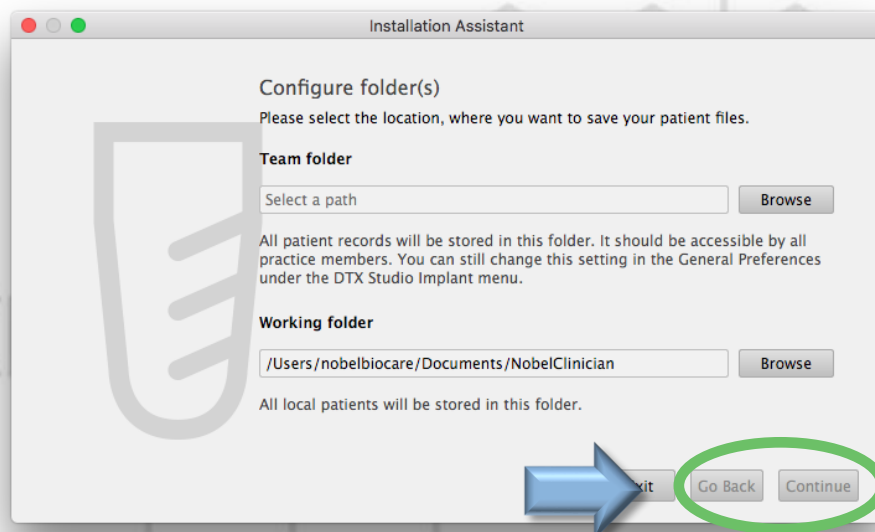 Installation Assistant
Configure folder(s)
Please select the location, where you want to save your patient files.
Team folder
Select a path
Browse
All patient records will be stored in this folder. It should be accessible by all
practice members. You can still change this setting in the General Preferences
under the DTX Studio Implant menu.
Working folder
/Users/nobelbiocare/Documents/NobelClinician
Browse
All local patients will be stored in this folder.
Go Back
Continue